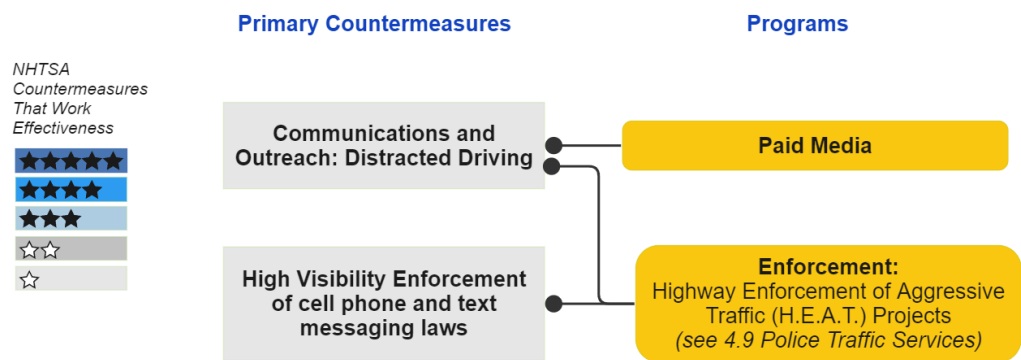 Primary Countermeasures
Programs
NHTSA
Countermeasures
That Work
Effectiveness
Communications and
Outreach: Distracted Driving
Paid Media
High Visibility Enforcement
of cell phone and text
messaging laws
Enforcement:
Highway Enforcement of Aggressive
Traffic (H.E.A.T.) Projects
(see 4.9 Police Traffic Services)